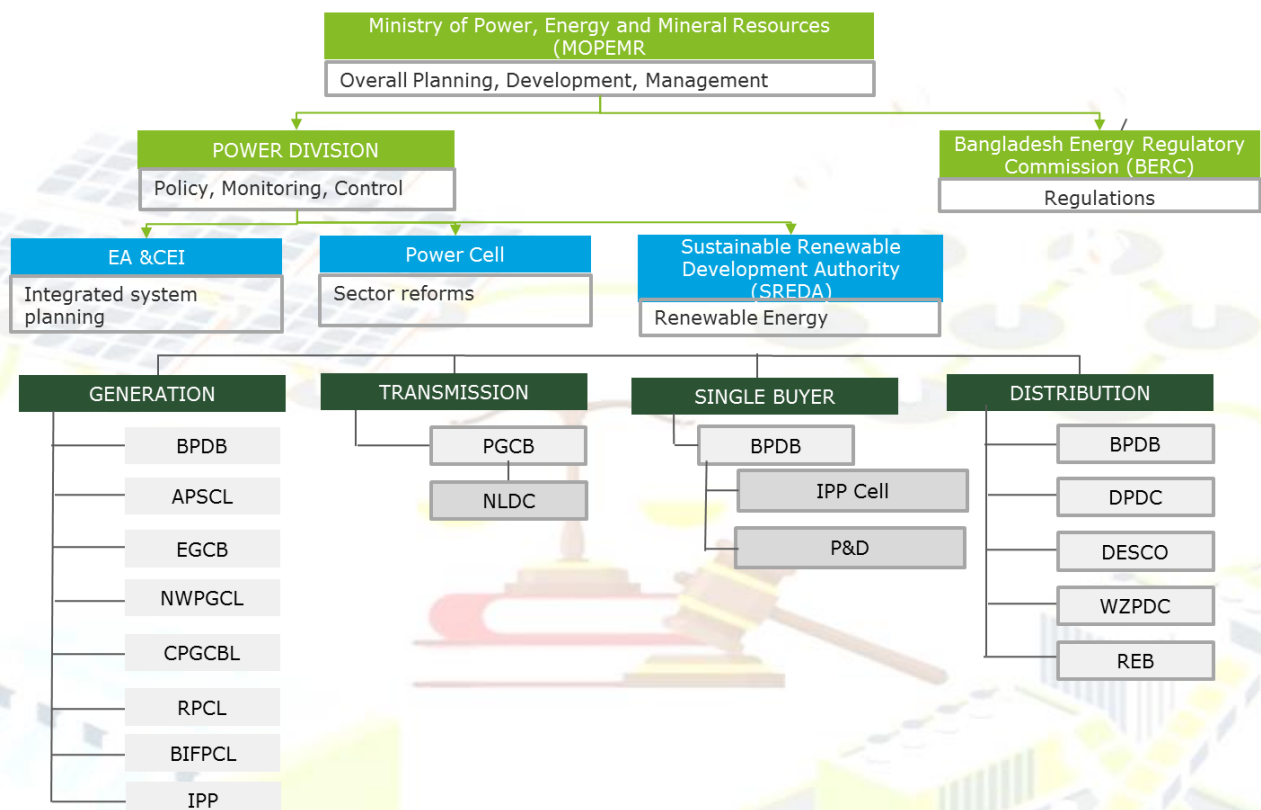 Ministry of Power, Energy and Mineral Resources
(MOPEMR
Overall Planning, Development, Management
POWER DIVISION
Policy, Monitoring, Control
Bangladesh Energy Regulatory
Commission (BERC)
Regulations
EA &CEI
Integrated system
planning
Power Cell
Sector reforms
Sustainable Renewable
Development Authority
(SREDA)
Renewable Energy
GENERATION
BPDB
APSCL
EGCB
NWPGCL
CPGCBL
RPCL
BIFPCL
IPP
TRANSMISSION
PGCB
NLDC
SINGLE BUYER
BPDB
IPP Cell
P&D
DISTRIBUTION
BPDB
DPDC
DESCO
WZPDC
REB